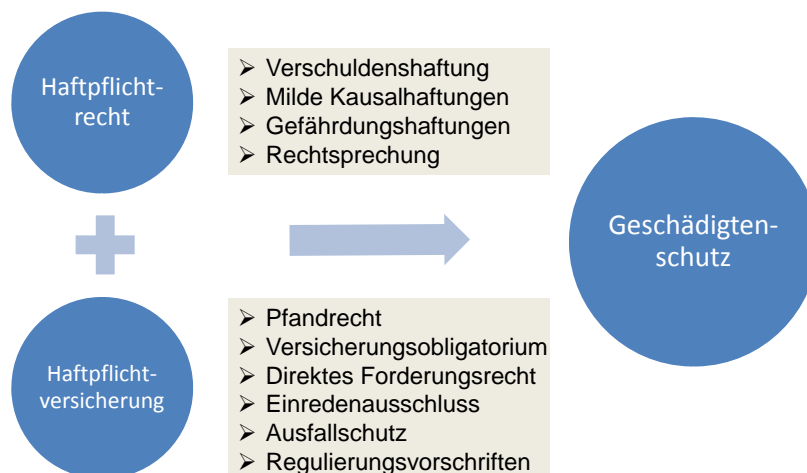 Haftpflicht-
recht
➢ Verschuldenshaftung
➢ Milde Kausalhaftungen
➢ Gefährdungshaftungen
➢ Rechtsprechung
Haftpflicht-
versicherung
➢ Pfandrecht
➢ Versicherungsobligatorium
➢ Direktes Forderungsrecht
➢ Einredenausschluss
➢ Ausfallschutz
➢ Regulierungsvorschriften
Geschädigten-
schutz